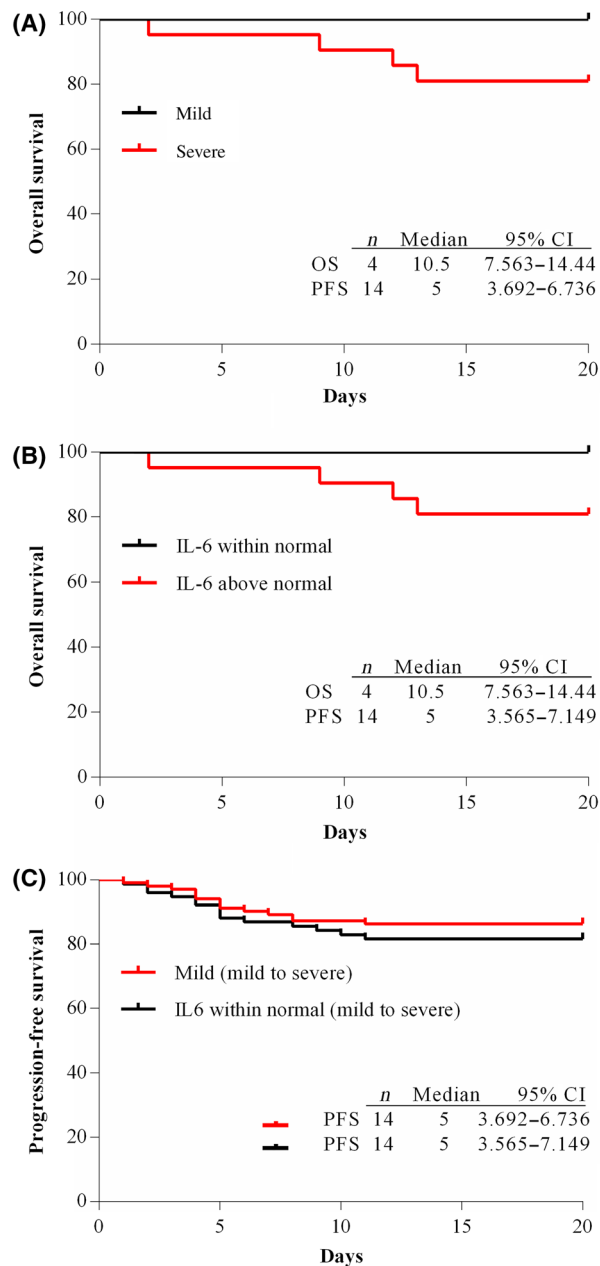 (A)
100
80
60
40
20
0
Overall survival
Mild
Severe
n Median 95% CI
OS 4 10.5 7.563–14.44
PFS 14 5 3.692–6.736
0 5 10 15 20
Days
(B)
100
80
60
40
20
0
Overall survival
IL-6 within normal
IL-6 above normal
n Median 95% CI
OS 4 10.5 7.563–14.44
PFS 14 5 3.565–7.149
0 5 10 15 20
Days
(C)
100
80
60
40
20
0
Progression-free survival
Mild (mild to severe)
IL6 within normal (mild to severe)
n Median 95% CI
PFS 14 5 3.692–6.736
PFS 14 5 3.565–7.149
0 5 10 15 20
Days